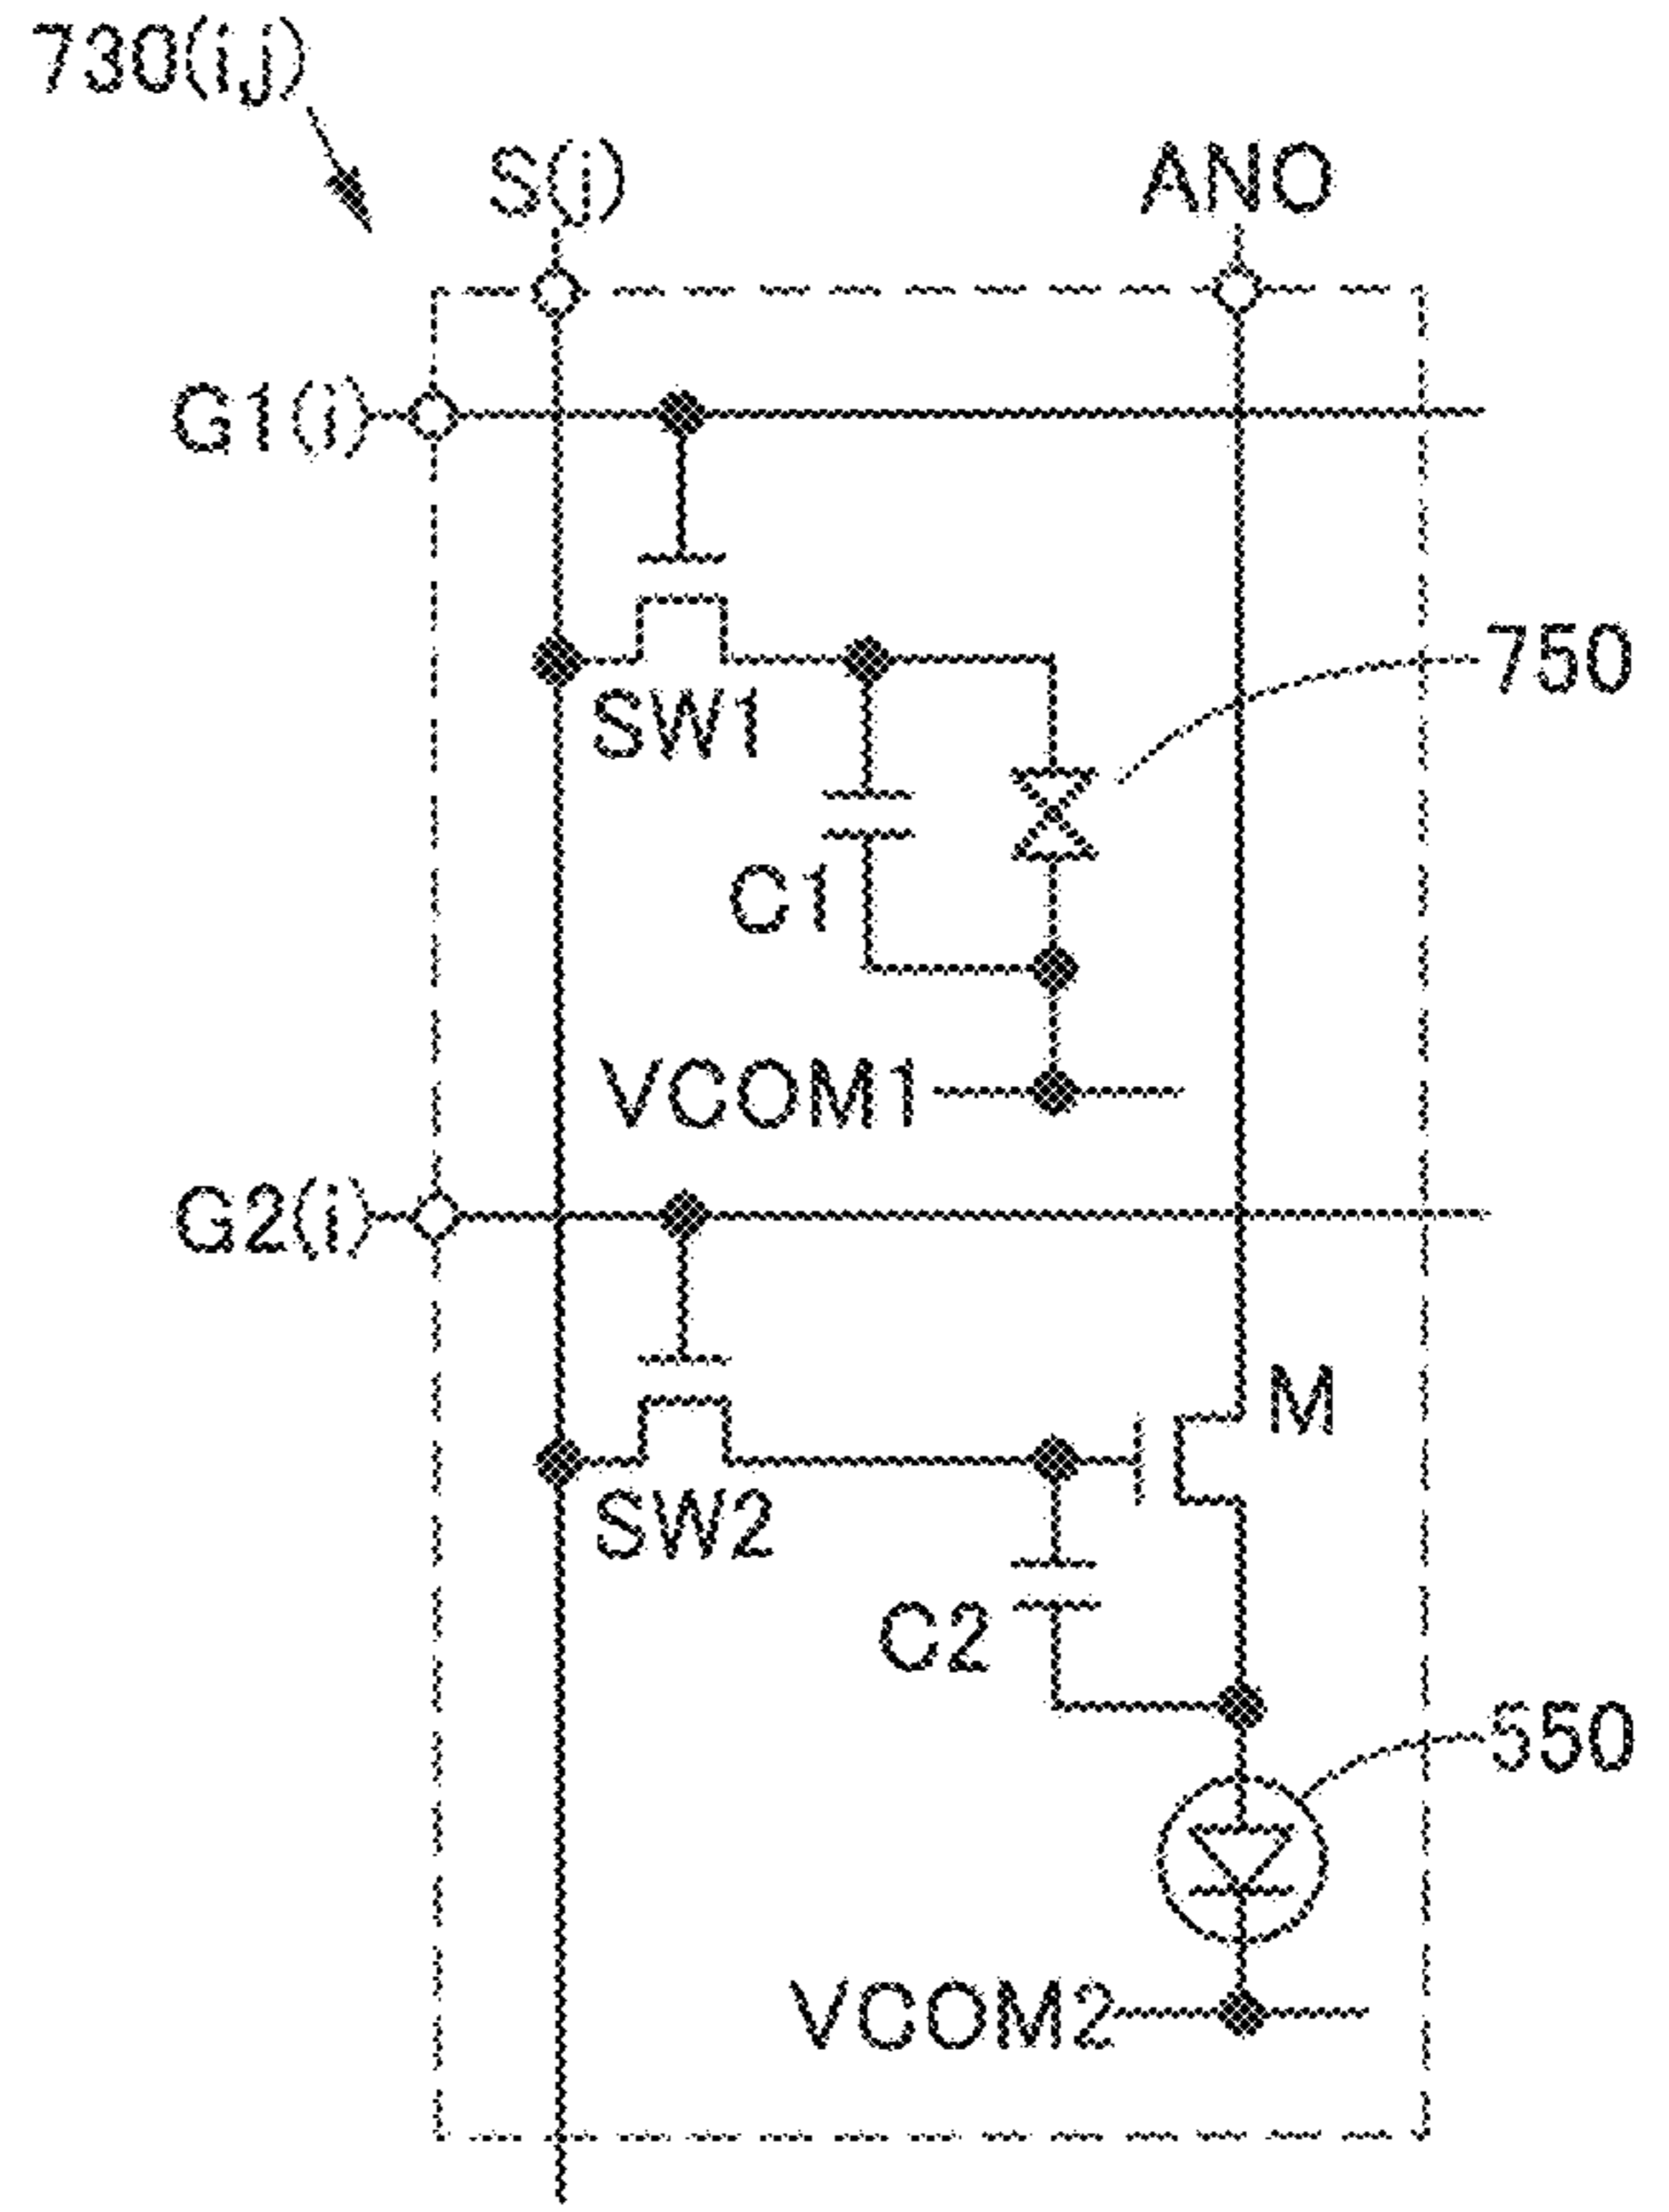 730(i,j)
S(j)
ANO
G1(i)
750
SW1
C1
VCOM1
G2(i)
M
SW2
C2
550
VCOM2